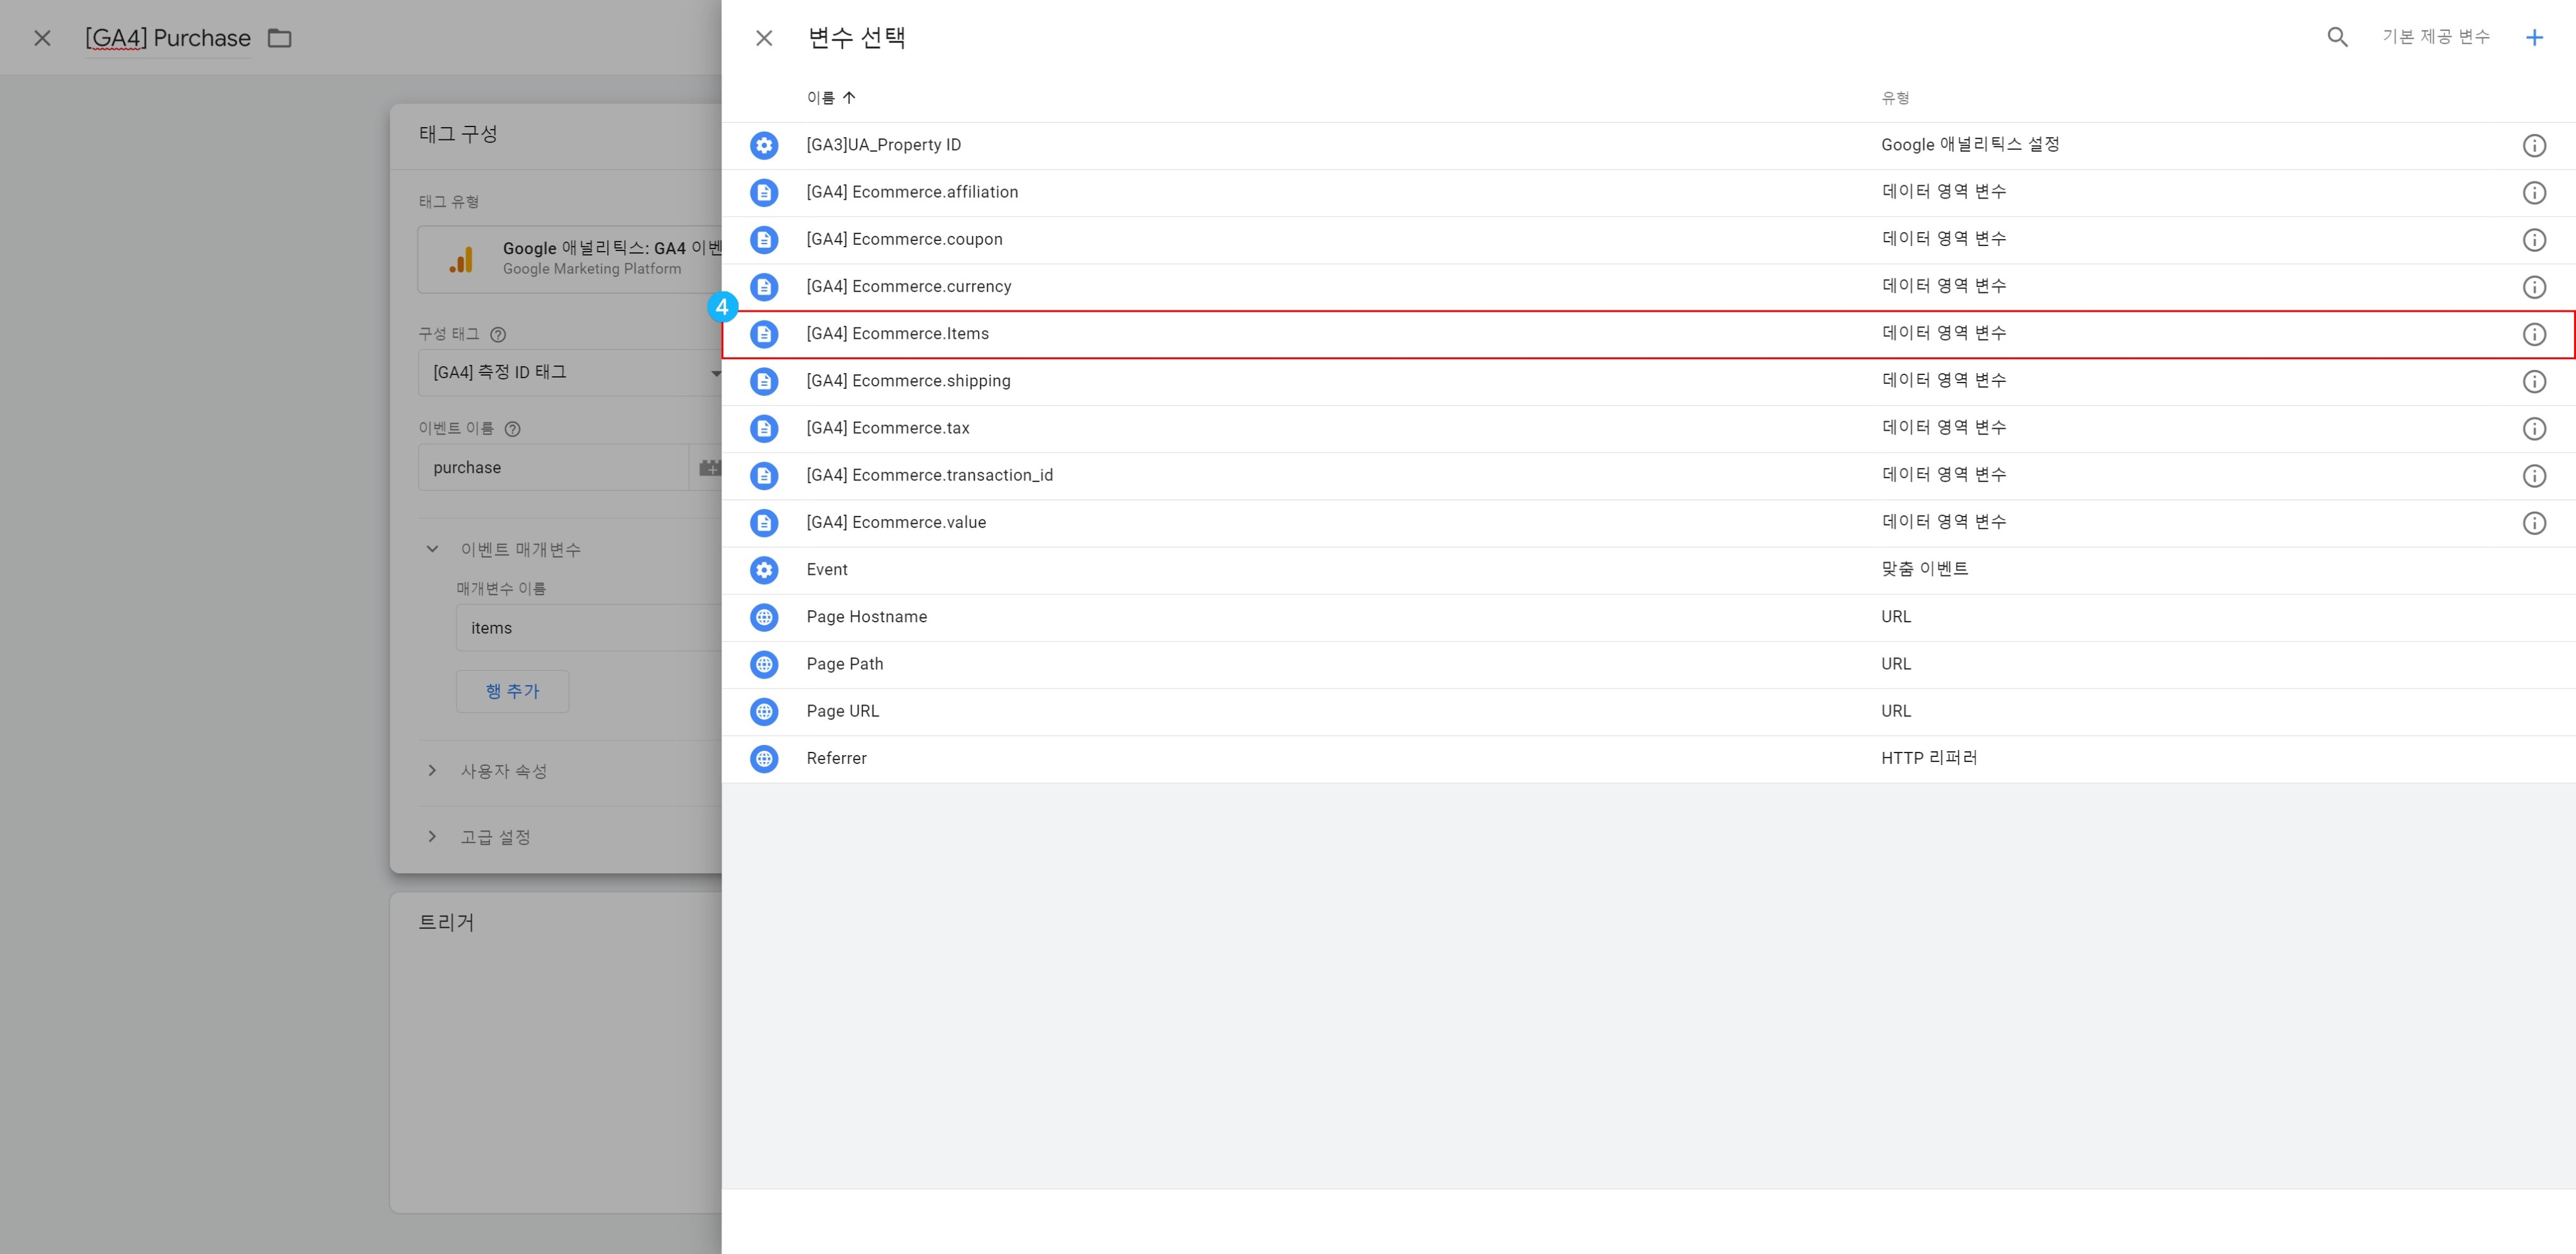 [GA4] Purchase
태그 구성
태그 유형
Google 애널리틱스: GA4 이벤
Google Marketing Platform
구성 태그
[GA4] 측정 ID 태그
이벤트 이름
purchase
이벤트 매개변수
매개변수 이름
items
행 추가
사용자 속성
고급 설정
트리거
변수 선택
기본 제공 변수
이름 유형
[GA3]UA_Property ID Google 애널리틱스 설정
[GA4] Ecommerce.affiliation 데이터 영역 변수
[GA4] Ecommerce.coupon 데이터 영역 변수
[GA4] Ecommerce.currency 데이터 영역 변수
4
[GA4] Ecommerce.Items 데이터 영역 변수
[GA4] Ecommerce.shipping 데이터 영역 변수
[GA4] Ecommerce.tax 데이터 영역 변수
[GA4] Ecommerce.transaction_id 데이터 영역 변수
[GA4] Ecommerce.value 데이터 영역 변수
Event 맞춤 이벤트
Page Hostname URL
Page Path URL
Page URL URL
Referrer HTTP 리퍼러